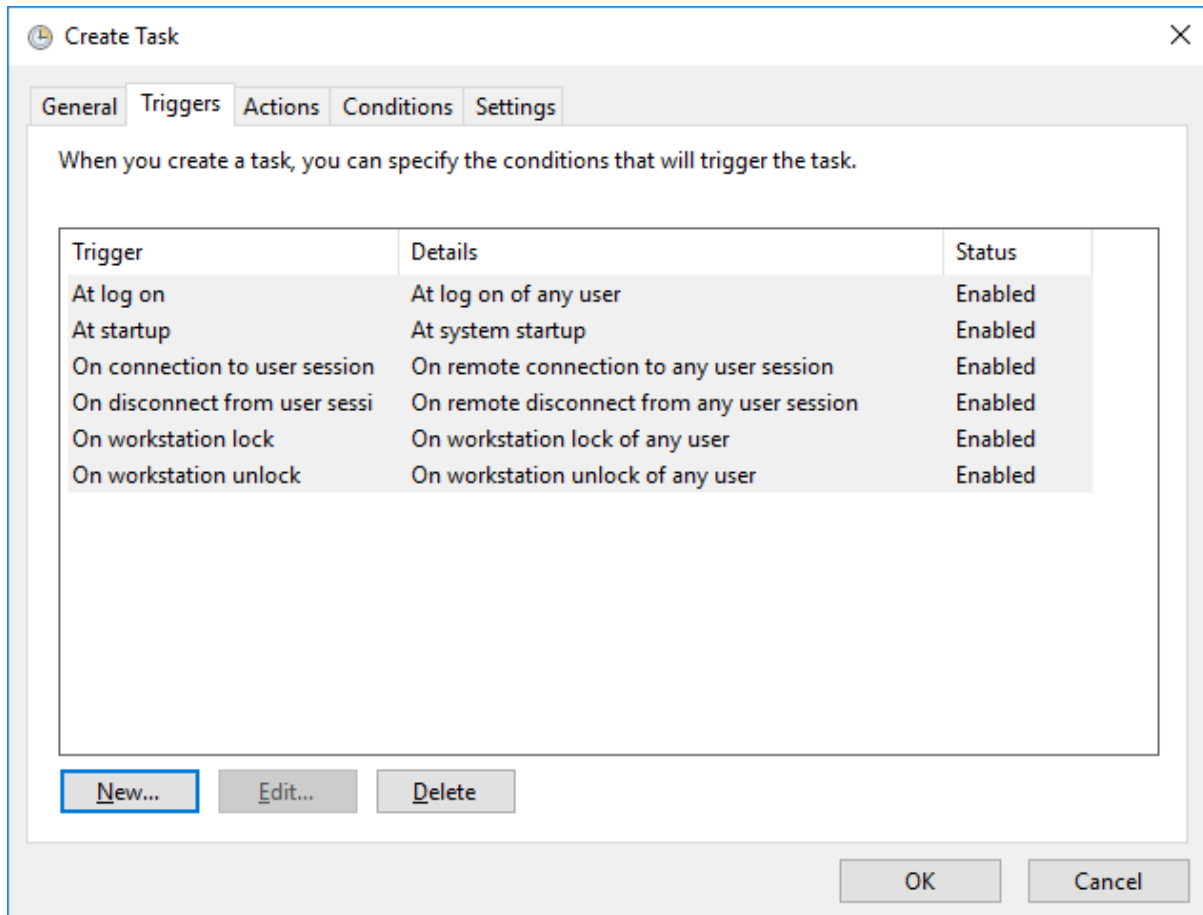 Create Task
General Triggers Actions Conditions Settings
When you create a task, you can specify the conditions that will trigger the task.
Trigger Details Status
At log on At log on of any user Enabled
At startup At system startup Enabled
On connection to user session On remote connection to any user session Enabled
On disconnect from user sessi On remote disconnect from any user session Enabled
On workstation lock On workstation lock of any user Enabled
On workstation unlock On workstation unlock of any user Enabled
New... Edit... Delete
OK Cancel